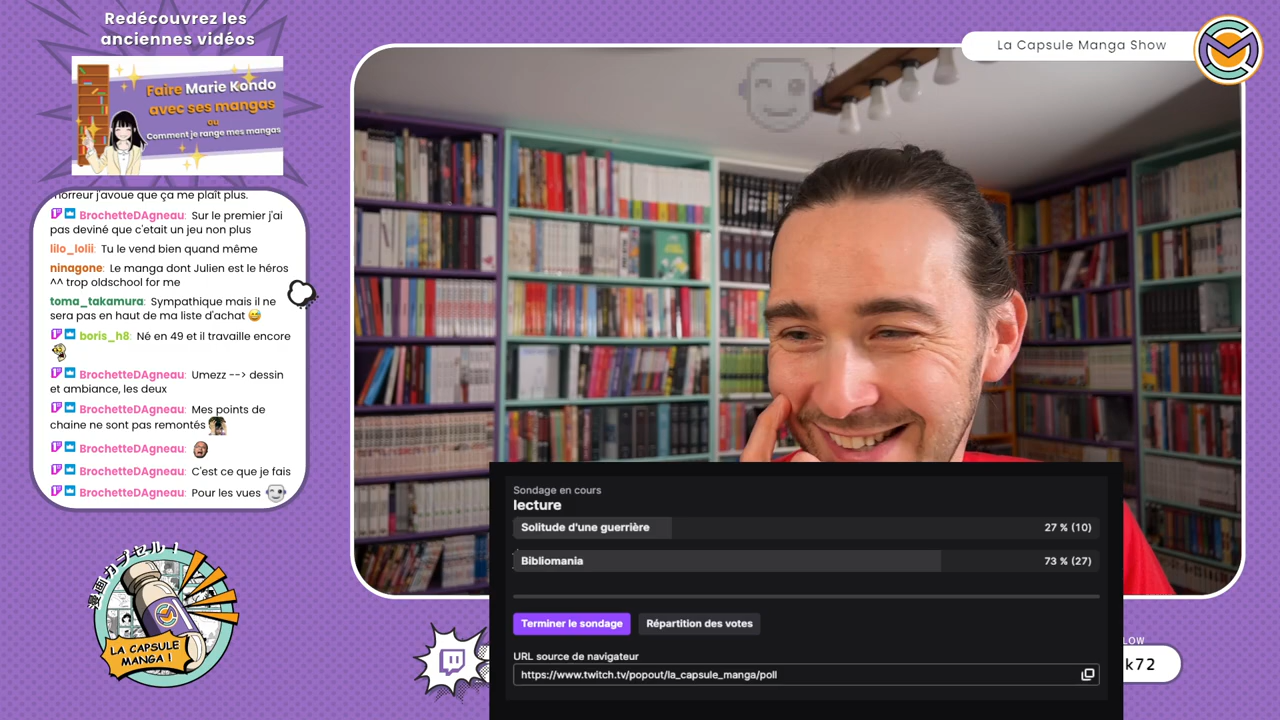 Redécouvrez les
anciennes vidéos
Faire Marie Kondo
avec ses mangas
ou
Comment je range mes mangas
horreur j'avoue que ça me plaît plus.
BrochetteDAgneau: Sur le premier j'ai
pas deviné que c'etait un jeu non plus
lilo_lolii: Tu le vend bien quand même
ninagone: Le manga dont Julien est le héros
^^ trop oldschool for me
toma_takamura: Sympathique mais il ne
sera pas en haut de ma liste d'achat 😅
boris_h8: Né en 49 et il travaille encore
BrochetteDAgneau: Umezz --> dessin
et ambiance, les deux
BrochetteDAgneau: Mes points de
chaine ne sont pas remontés
BrochetteDAgneau:
BrochetteDAgneau: C'est ce que je fais
BrochetteDAgneau: Pour les vues
漫画カプセル!
LA CAPSULE
MANGA !
La Capsule Manga Show
Sondage en cours
lecture
Solitude d'une guerrière 27 % (10)
Bibliomania 73 % (27)
Terminer le sondage Répartition des votes
URL source de navigateur
https://www.twitch.tv/popout/la_capsule_manga/poll
LOW
k72